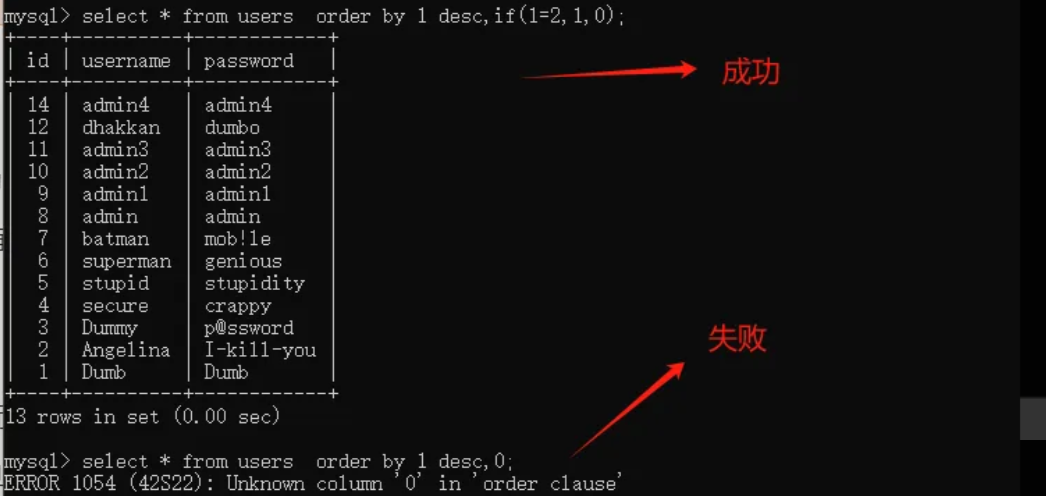 mysql> select * from users  order by 1 desc,if(1=2,1,0);
+----+----------+------------+
| id | username | password   |
+----+----------+------------+
| 14 | admin4   | admin4     |
| 12 | dhakkan  | dumbo      |
| 11 | admin3   | admin3     |
| 10 | admin2   | admin2     |
|  9 | admin1   | admin1     |
|  8 | admin    | admin      |
|  7 | batman   | mob!le     |
|  6 | superman | genious    |
|  5 | stupid   | stupidity  |
|  4 | secure   | crappy     |
|  3 | Dummy    | p@ssword   |
|  2 | Angelina | I-kill-you |
|  1 | Dumb     | Dumb       |
+----+----------+------------+
13 rows in set (0.00 sec)
成功
失败
mysql> select * from users  order by 1 desc,0;
ERROR 1054 (42S22): Unknown column '0' in 'order clause'